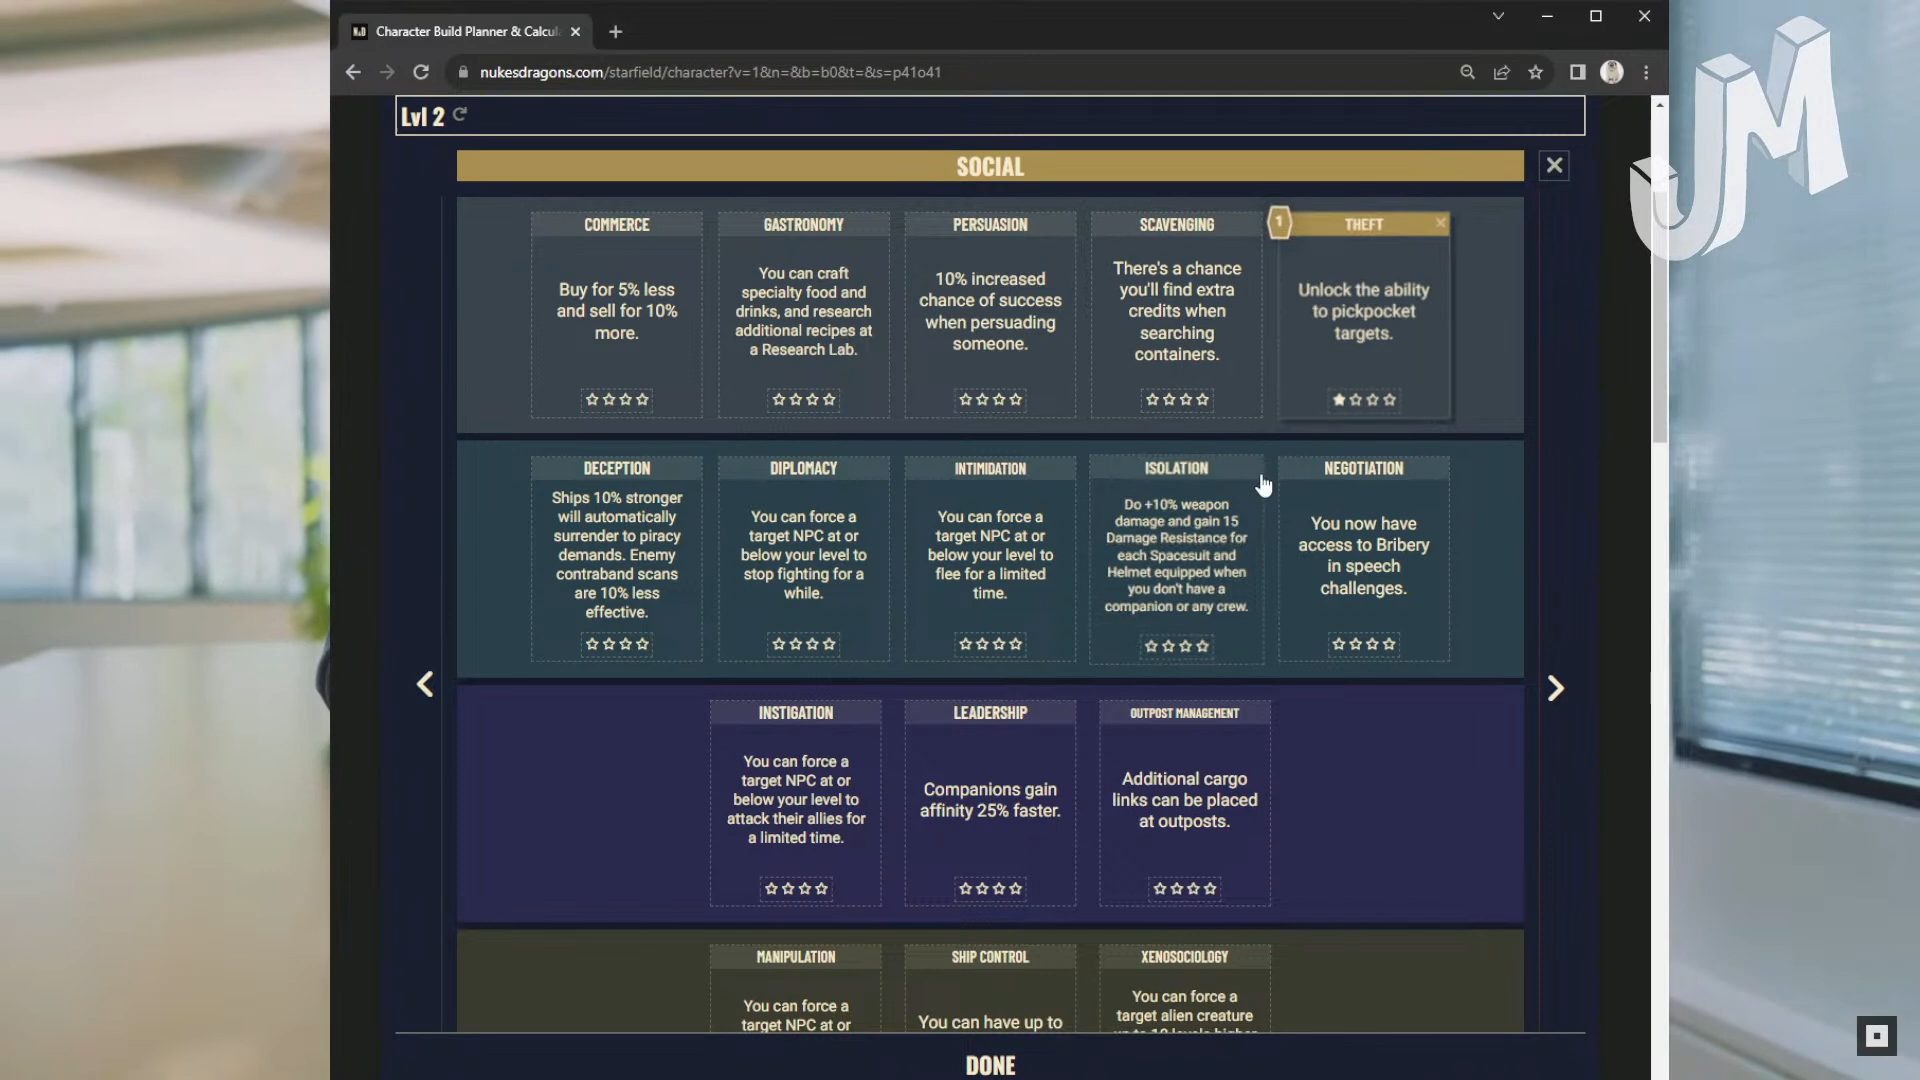 Character Build Planner & Calcul
nukesdragons.com/starfield/character?v=1&n=&b=b0&t=&s=p41o41
JM
Lvl 2
SOCIAL
COMMERCE
Buy for 5% less
and sell for 10%
more.
GASTRONOMY
You can craft
specialty food and
drinks, and research
additional recipes at
a Research Lab.
PERSUASION
10% increased
chance of success
when persuading
someone.
SCAVENGING
There's a chance
you'll find extra
credits when
searching
containers.
1
THEFT
Unlock the ability
to pickpocket
targets.
DECEPTION
Ships 10% stronger
will automatically
surrender to piracy
demands. Enemy
contraband scans
are 10% less
effective.
DIPLOMACY
You can force a
target NPC at or
below your level to
stop fighting for a
while.
INTIMIDATION
You can force a
target NPC at or
below your level to
flee for a limited
time.
ISOLATION
Do +10% weapon
damage and gain 15
Damage Resistance for
each Spacesuit and
Helmet equipped when
you don't have a
companion or any crew.
NEGOTIATION
You now have
access to Bribery
in speech
challenges.
INSTIGATION
You can force a
target NPC at or
below your level to
attack their allies for
a limited time.
LEADERSHIP
Companions gain
affinity 25% faster.
OUTPOST MANAGEMENT
Additional cargo
links can be placed
at outposts.
MANIPULATION
You can force a
target NPC at or
SHIP CONTROL
You can have up to
XENOSOCIOLOGY
You can force a
target alien creature
up to 10 levels higher
DONE